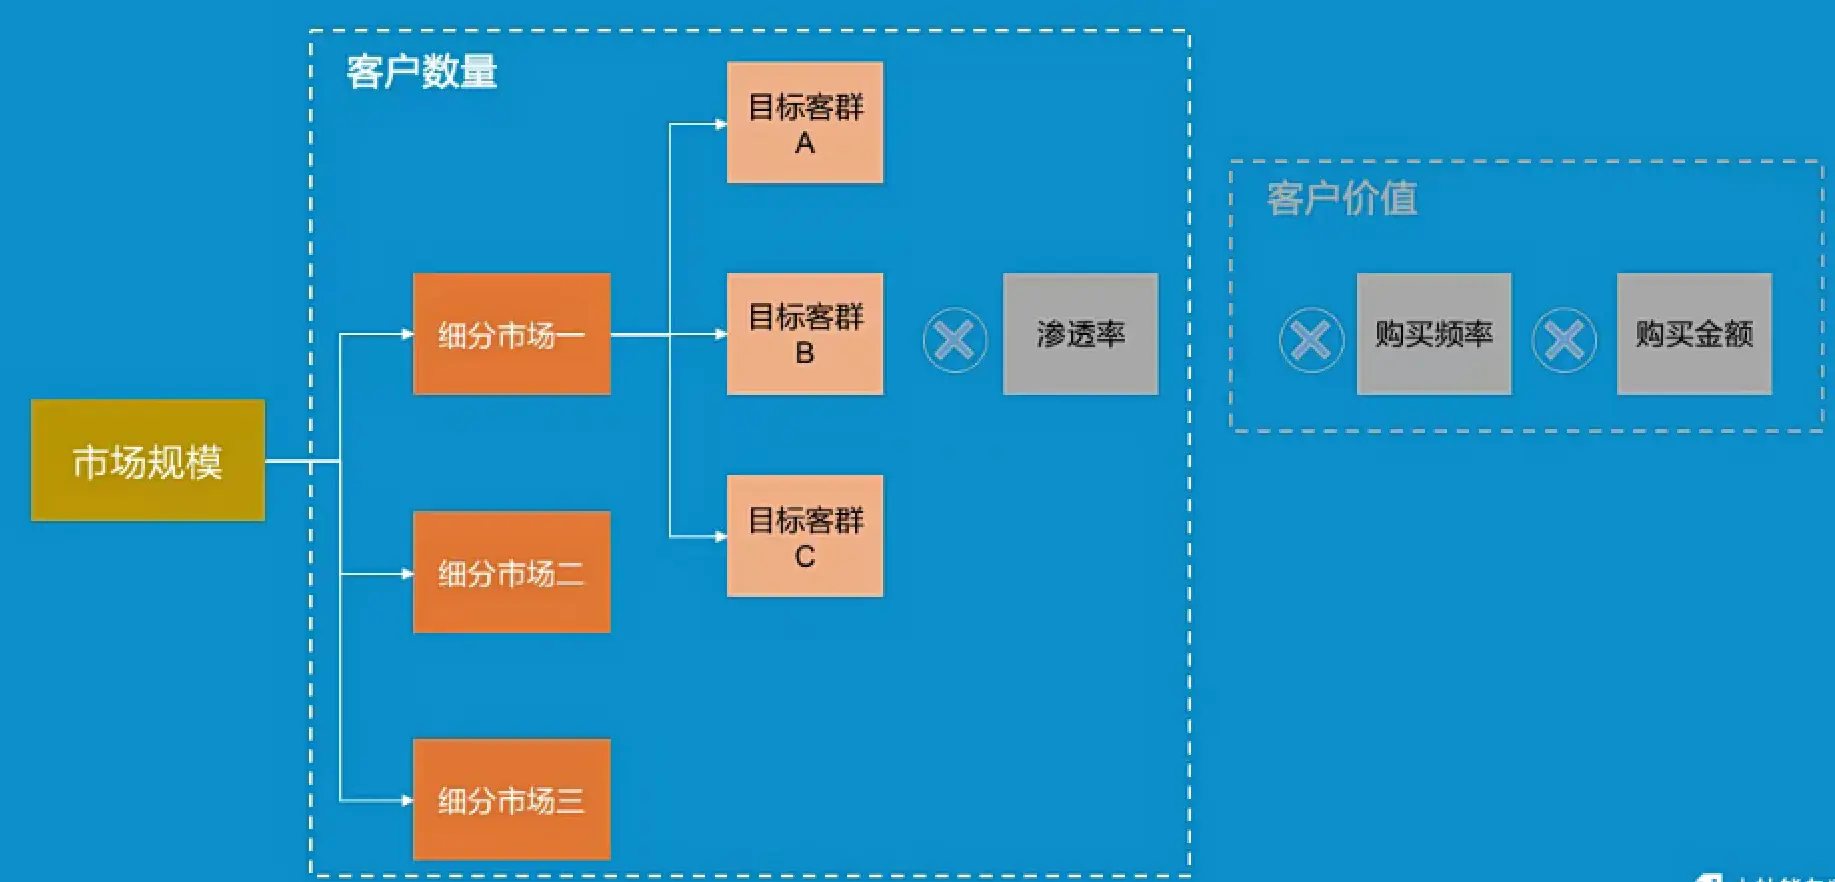 客户数量
目标客群
A
客户价值
细分市场一
目标客群
B
渗透率
购买频率
购买金额
市场规模
目标客群
C
细分市场二
细分市场三